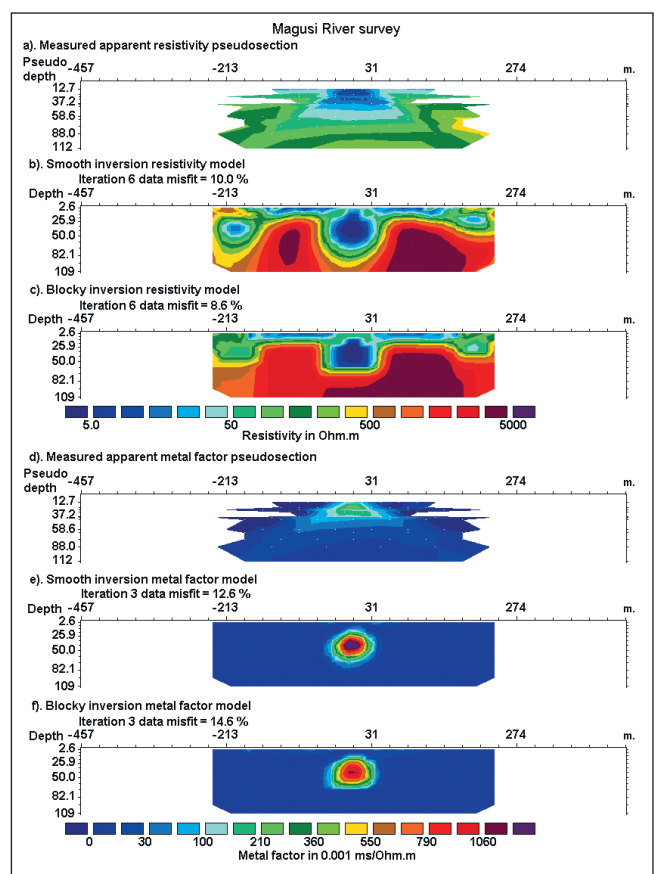 Magusi River survey
a). Measured apparent resistivity pseudosection
Pseudo
depth -457 -213 31 274 m.
12.7
37.2
58.6
88.0
112
b). Smooth inversion resistivity model
Iteration 6 data misfit = 10.0 %
Depth -457 -213 31 274 m.
2.6
25.9
50.0
82.1
109
c). Blocky inversion resistivity model
Iteration 6 data misfit = 8.6 %
Depth -457 -213 31 274 m.
2.6
25.9
60.0
82.1
109
5.0 50 500 5000
Resistivity in Ohm.m
d). Measured apparent metal factor pseudosection
Pseudo
depth -457 -213 31 274 m.
12.7
37.2
58.6
88.0
112
e). Smooth inversion metal factor model
Iteration 3 data misfit = 12.6 %
Depth -457 -213 31 274 m.
2.6
25.9
50.0
82.1
109
f). Blocky inversion metal factor model
Iteration 3 data misfit = 14.6 %
Depth -457 -213 31 274 m.
2.6
25.9
50.0
82.1
109
0 30 100 210 360 550 790 1060
Metal factor in 0.001 ms/Ohm.m